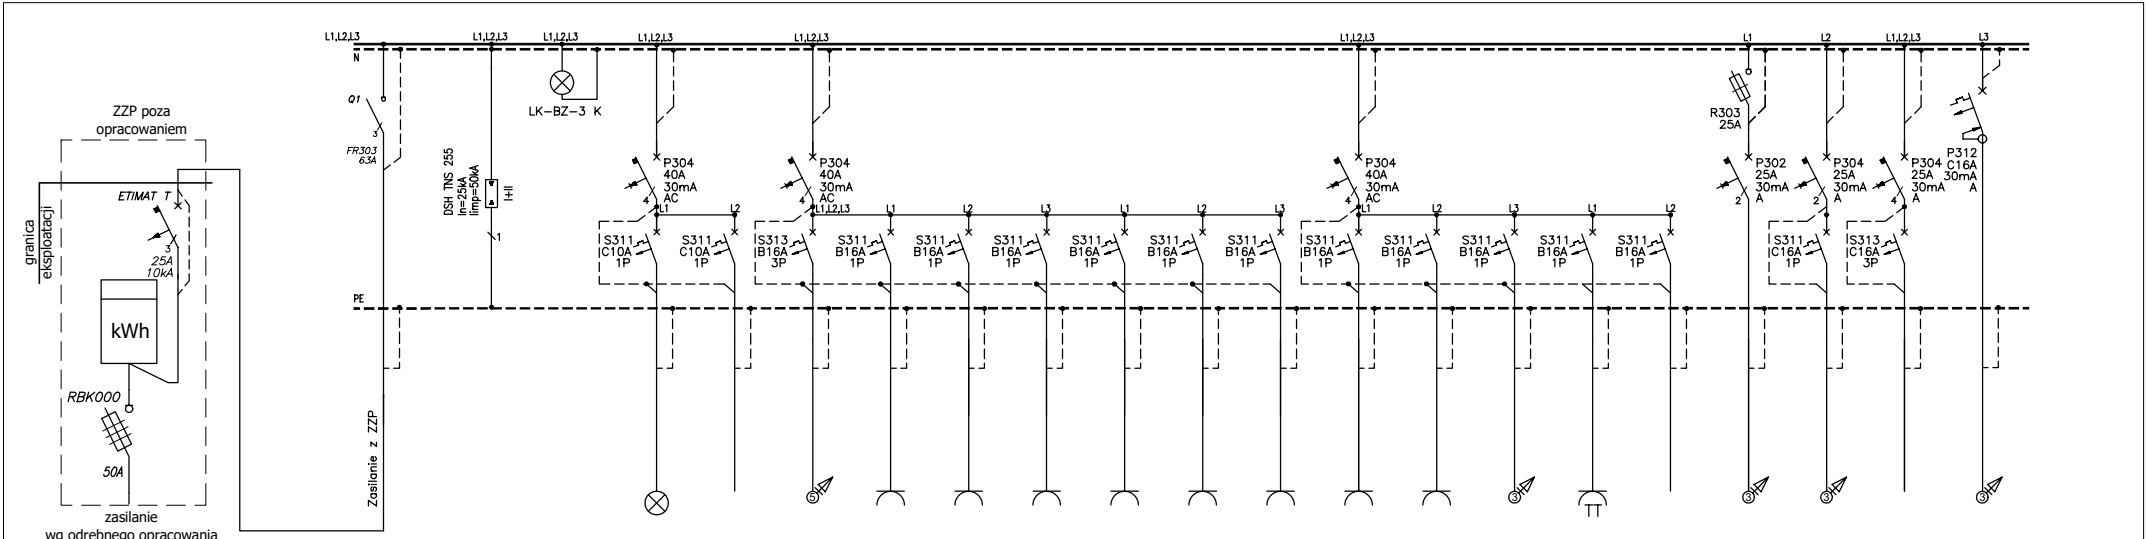 L1,L2,L3
L1,L2,L3
L1,L2,L3
L1,L2,L3
L1,L2,L3
L1,L2,L3
L1
L2
L1,L2,L3
L3
N
ZZP poza
opracowaniem
granica
eksploatacji
ETIMAT T
3
25A
10kA
kWh
RBK000
50A
zasilanie
wg odrebnego opracowania
Q1
3
FR303
63A
Zasilanie z ZZP
DSH TNS 255
In=25kA
Iimp=50kA
I+II
1
LK-BZ-3 K
P304
40A
30mA
AC
4
P304
40A
30mA
AC
4
P304
40A
30mA
AC
4
R303
25A
P302
25A
30mA
A
2
P304
25A
30mA
A
2
P304
25A
30mA
A
4
P312
C16A
30mA
A
L1
L2
L1,L2,L3
L1
L2
L3
L1
L2
L3
L1
L2
L3
L1
L2
S311
C10A
1P
S311
C10A
1P
S313
B16A
3P
S311
B16A
1P
S311
B16A
1P
S311
B16A
1P
S311
B16A
1P
S311
B16A
1P
S311
B16A
1P
S311
B16A
1P
S311
B16A
1P
S311
B16A
1P
S311
B16A
1P
S311
B16A
1P
S311
C16A
1P
S313
C16A
3P
PE
5
3
3
3
3